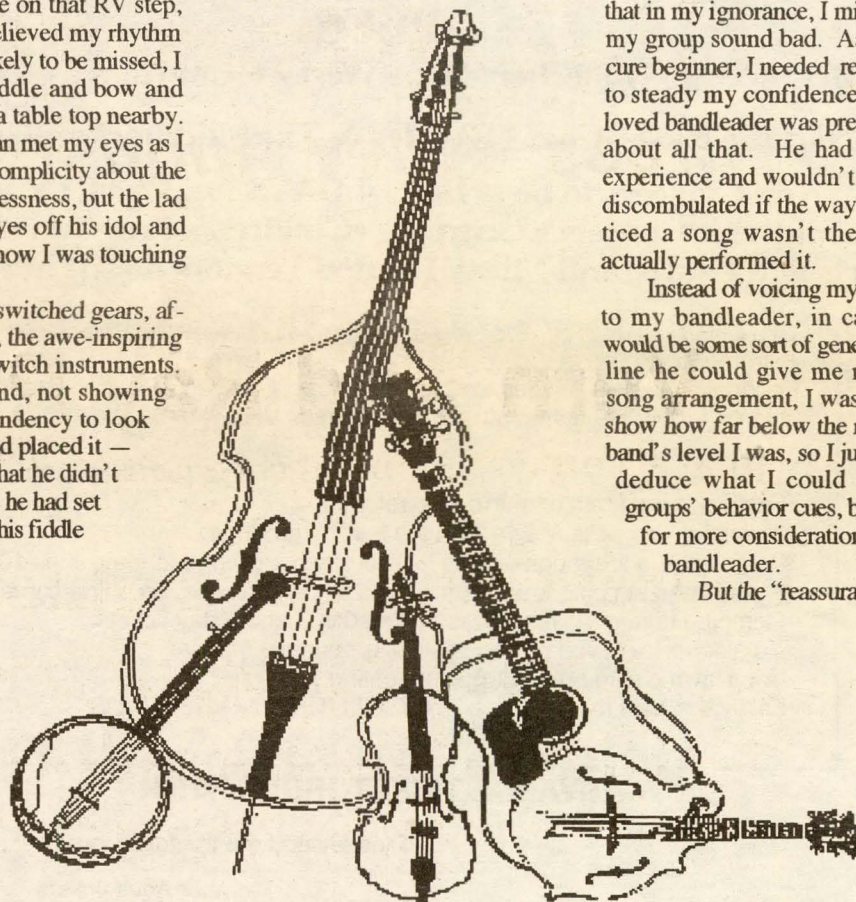 e on that RV step,
elieved my rhythm
kely to be missed, I
ddle and bow and
a table top nearby.
an met my eyes as I
omplicity about the
essness, but the lad
yes off his idol and
now I was touching
switched gears, af-
, the awe-inspiring
witch instruments.
nd, not showing
ndency to look
d placed it —
hat he didn't
he had set
his fiddle
that in my ignorance, I mi
my group sound bad. A
cure beginner, I needed re
to steady my confidence
loved bandleader was pre
about all that. He had
experience and wouldn't
discombulated if the way
ticed a song wasn't the
actually performed it.
Instead of voicing my
to my bandleader, in ca
would be some sort of gene
line he could give me r
song arrangement, I was
show how far below the r
band's level I was, so I ju
deduce what I could
groups' behavior cues, b
for more consideration
bandleader.
But the "reassura